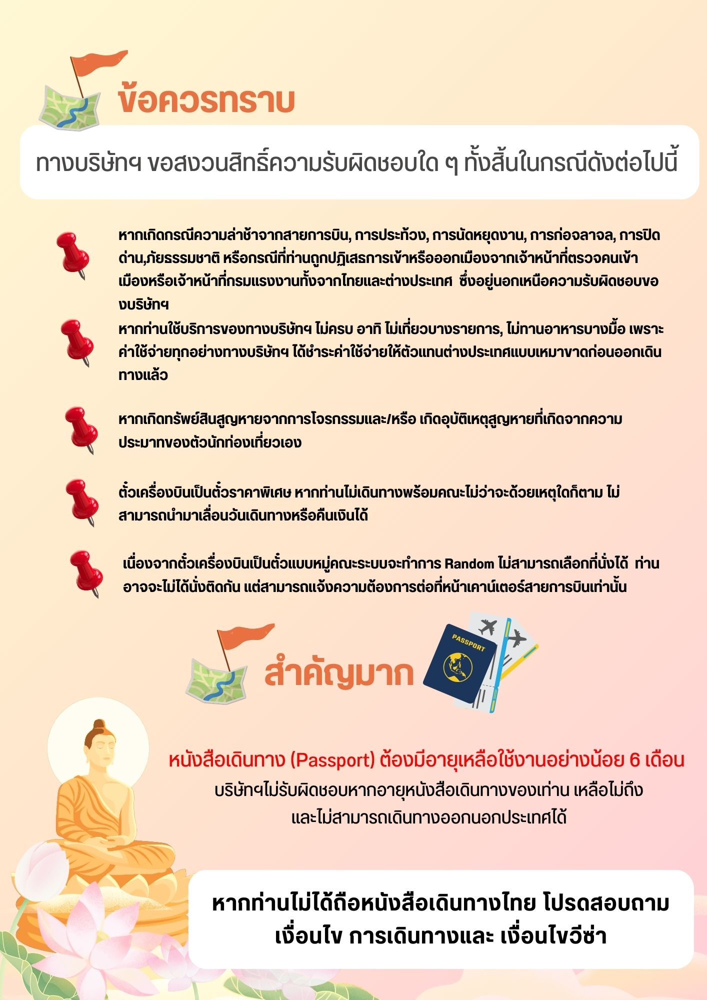 ข้อควรทราบ
ทางบริษัทฯ ขอสงวนสิทธิ์ความรับผิดชอบใด ๆ ทั้งสิ้นในกรณีดังต่อไปนี้
หากเกิดกรณีความล่าช้าจากสายการบิน, การประท้วง, การนัดหยุดงาน, การก่อจลาจล, การปิด
ด่าน,ภัยธรรมชาติ หรือกรณีที่ท่านถูกปฏิเสธการเข้าหรือออกเมืองจากเจ้าหน้าที่ตรวจคนเข้า
เมืองหรือเจ้าหน้าที่กรมแรงงานทั้งจากไทยและต่างประเทศ ซึ่งอยู่นอกเหนือความรับผิดชอบขอ
งบริษัทฯ
หากท่านใช้บริการของทางบริษัทฯ ไม่ครบ อาทิ ไม่เที่ยวบางรายการ, ไม่ทานอาหารบางมื้อ เพราะ
ค่าใช้จ่ายทุกอย่างทางบริษัทฯ ได้ชำระค่าใช้จ่ายให้ตัวแทนต่างประเทศแบบเหมาขาดก่อนออกเดิน
ทางแล้ว
หากเกิดทรัพย์สินสูญหายจากการโจรกรรมและ/หรือ เกิดอุบัติเหตุสูญหายที่เกิดจากความ
ประมาทของตัวนักท่องเที่ยวเอง
ตั๋วเครื่องบินเป็นตั๋วราคาพิเศษ หากท่านไม่เดินทางพร้อมคณะไม่ว่าจะด้วยเหตุใดก็ตาม ไม่
สามารถนำมาเลื่อนวันเดินทางหรือคืนเงินได้
เนื่องจากตั๋วเครื่องบินเป็นตั๋วแบบหมู่คณะระบบจะทำการ Random ไม่สามารถเลือกที่นั่งได้ ท่าน
อาจจะไม่ได้นั่งติดกัน แต่สามารถแจ้งความต้องการต่อที่หน้าเคาน์เตอร์สายการบินเท่านั้น
สำคัญมาก
PASSPORT
หนังสือเดินทาง (Passport) ต้องมีอายุเหลือใช้งานอย่างน้อย 6 เดือน
บริษัทฯไม่รับผิดชอบหากอายุหนังสือเดินทางของเท่าน เหลือไม่ถึง
และไม่สามารถเดินทางออกนอกประเทศได้
หากท่านไม่ได้ถือหนังสือเดินทางไทย โปรดสอบถาม
เงื่อนไข การเดินทางและ เงื่อนไขวีซ่า